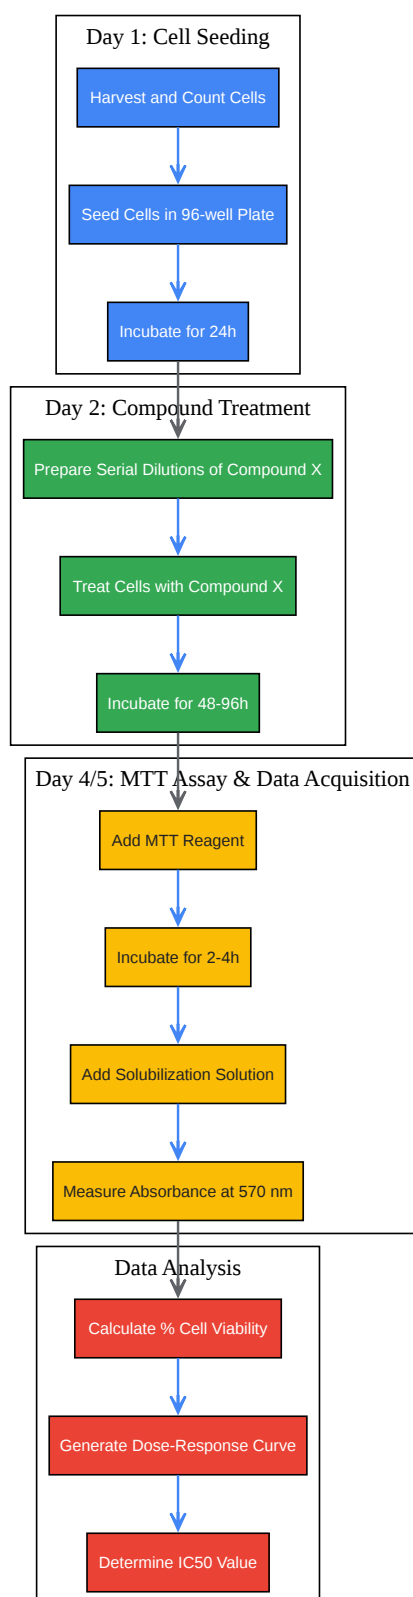 Day 1: Cell Seeding
Harvest and Count Cells
Seed Cells in 96-well Plate
Incubate for 24h
Day 2: Compound Treatment
Prepare Serial Dilutions of Compound X
Treat Cells with Compound X
Incubate for 48-96h
Day 4/5: MTT Assay & Data Acquisition
Add MTT Reagent
Incubate for 2-4h
Add Solubilization Solution
Measure Absorbance at 570 nm
Data Analysis
Calculate % Cell Viability
Generate Dose-Response Curve
Determine IC50 Value